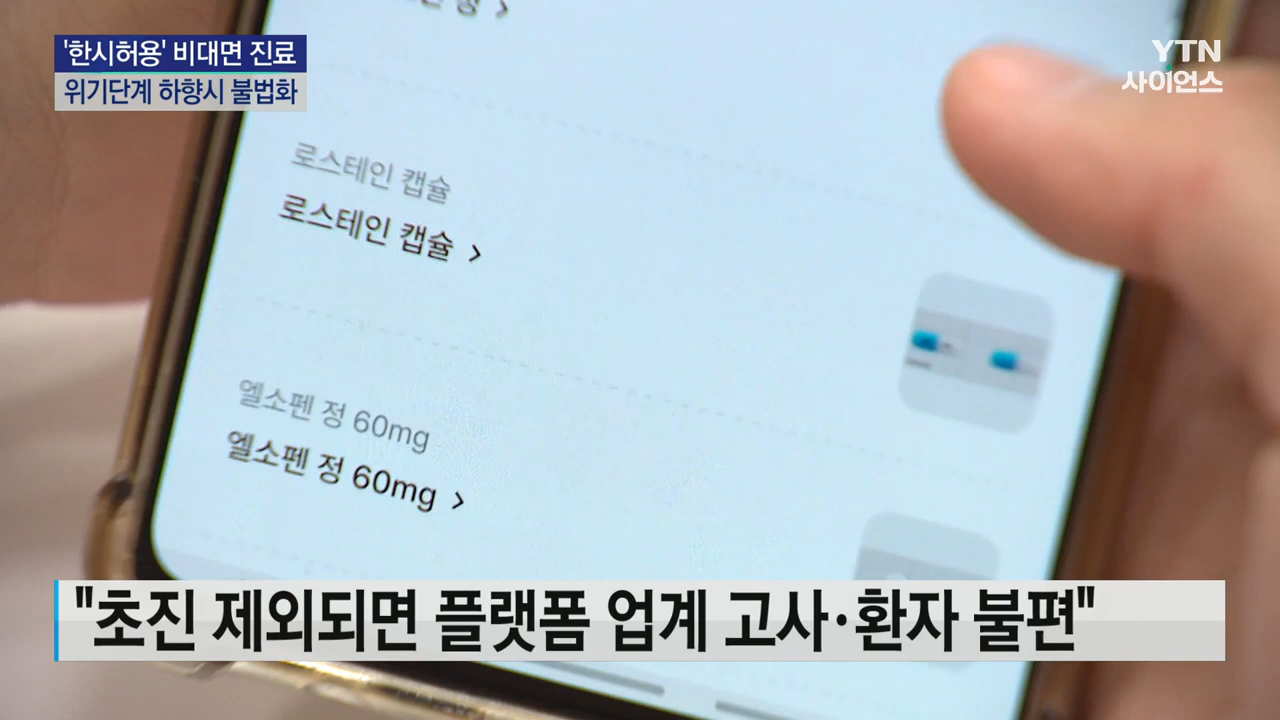 '한시허용' 비대면 진료
위기단계 하향시 불법화
YTN
사이언스
로스테인 캡슐
로스테인 캡슐 >
엘소펜 정 60mg
엘소펜 정 60mg >
"초진 제외되면 플랫폼 업계 고사·환자 불편"